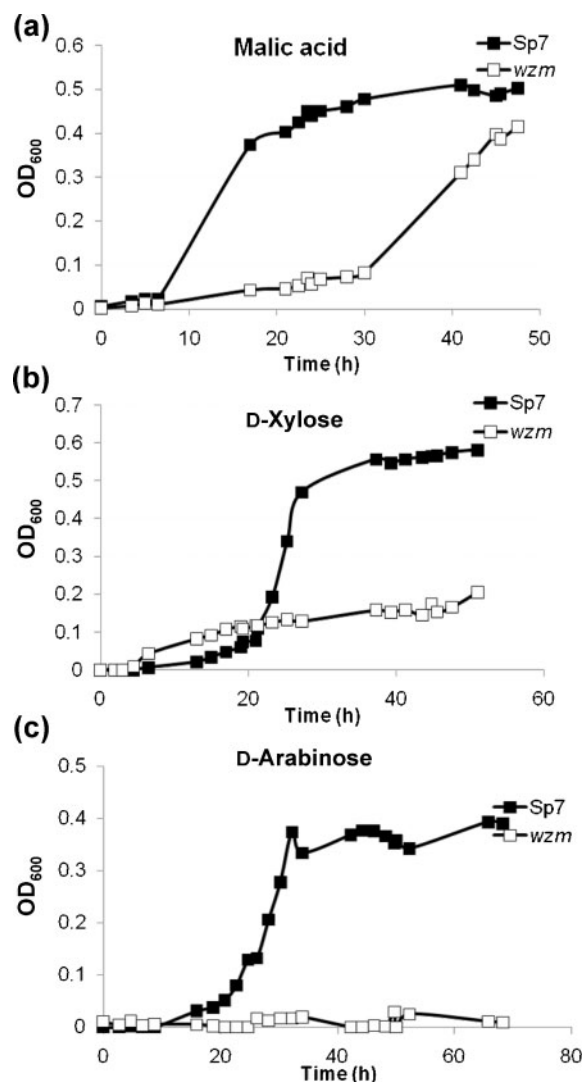 (a)
Malic acid
Sp7
wzm
OD600
0.6
0.5
0.4
0.3
0.2
0.1
0
0 10 20 30 40 50
Time (h)
(b)
D-Xylose
Sp7
wzm
OD600
0.7
0.6
0.5
0.4
0.3
0.2
0.1
0
0 20 40 60
Time (h)
(c)
D-Arabinose
Sp7
wzm
OD600
0.5
0.4
0.3
0.2
0.1
0
0 20 40 60 80
Time (h)